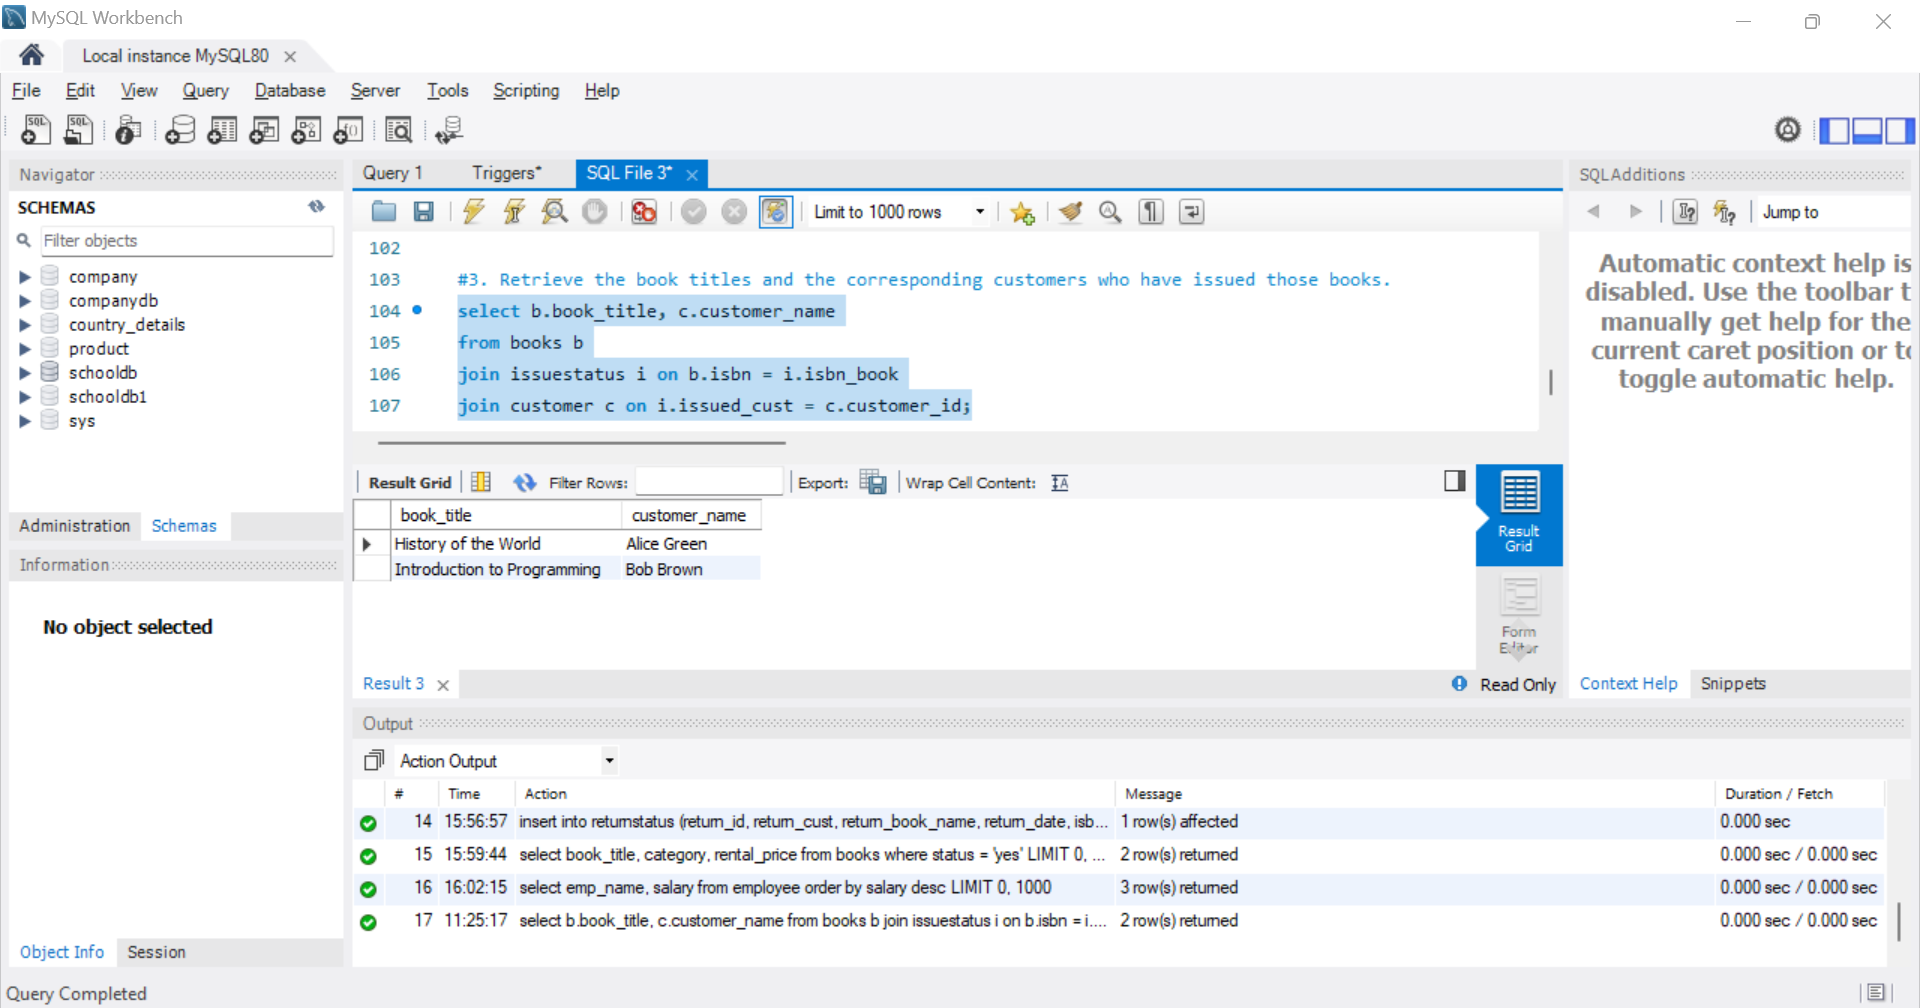 MySQL Workbench
Local instance MySQL80
File Edit View Query Database Server Tools Scripting Help
Navigator
SCHEMAS
Filter objects
company
companydb
country_details
product
schooldb
schooldb1
sys
Administration Schemas
Information
No object selected
Object Info Session
Query 1 Triggers* SQL File 3*
Limit to 1000 rows
102
103 #3. Retrieve the book titles and the corresponding customers who have issued those books.
104 select b.book_title, c.customer_name
105 from books b
106 join issuestatus i on b.isbn = i.isbn_book
107 join customer c on i.issued_cust = c.customer_id;
Result Grid Filter Rows: Export: Wrap Cell Content:
book_title customer_name
History of the World Alice Green
Introduction to Programming Bob Brown
Result Grid
Form Editor
Result 3
Read Only
SQLAdditions
Jump to
Automatic context help is
disabled. Use the toolbar t
manually get help for the
current caret position or to
toggle automatic help.
Context Help Snippets
Output
Action Output
# Time Action Message Duration / Fetch
14 15:56:57 insert into returnstatus (return_id, return_cust, return_book_name, return_date, isb... 1 row(s) affected 0.000 sec
15 15:59:44 select book_title, category, rental_price from books where status = 'yes' LIMIT 0, ... 2 row(s) returned 0.000 sec / 0.000 sec
16 16:02:15 select emp_name, salary from employee order by salary desc LIMIT 0, 1000 3 row(s) returned 0.000 sec / 0.000 sec
17 11:25:17 select b.book_title, c.customer_name from books b join issuestatus i on b.isbn = i.... 2 row(s) returned 0.000 sec / 0.000 sec
Query Completed